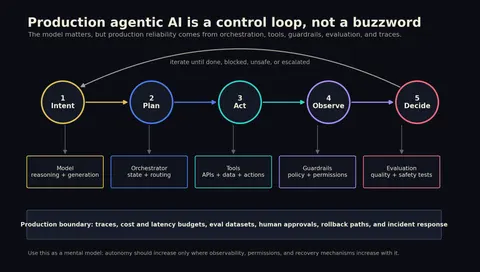 Production agentic AI is a control loop, not a buzzword
The model matters, but production reliability comes from orchestration, tools, guardrails, evaluation, and traces.
iterate until done, blocked, unsafe, or escalated
1
Intent
2
Plan
3
Act
4
Observe
5
Decide
Model
reasoning + generation
Orchestrator
state + routing
Tools
APIs + data + actions
Guardrails
policy + permissions
Evaluation
quality + safety tests
Production boundary: traces, cost and latency budgets, eval datasets, human approvals, rollback paths, and incident response
Use this as a mental model: autonomy should increase only where observability, permissions, and recovery mechanisms increase with it.